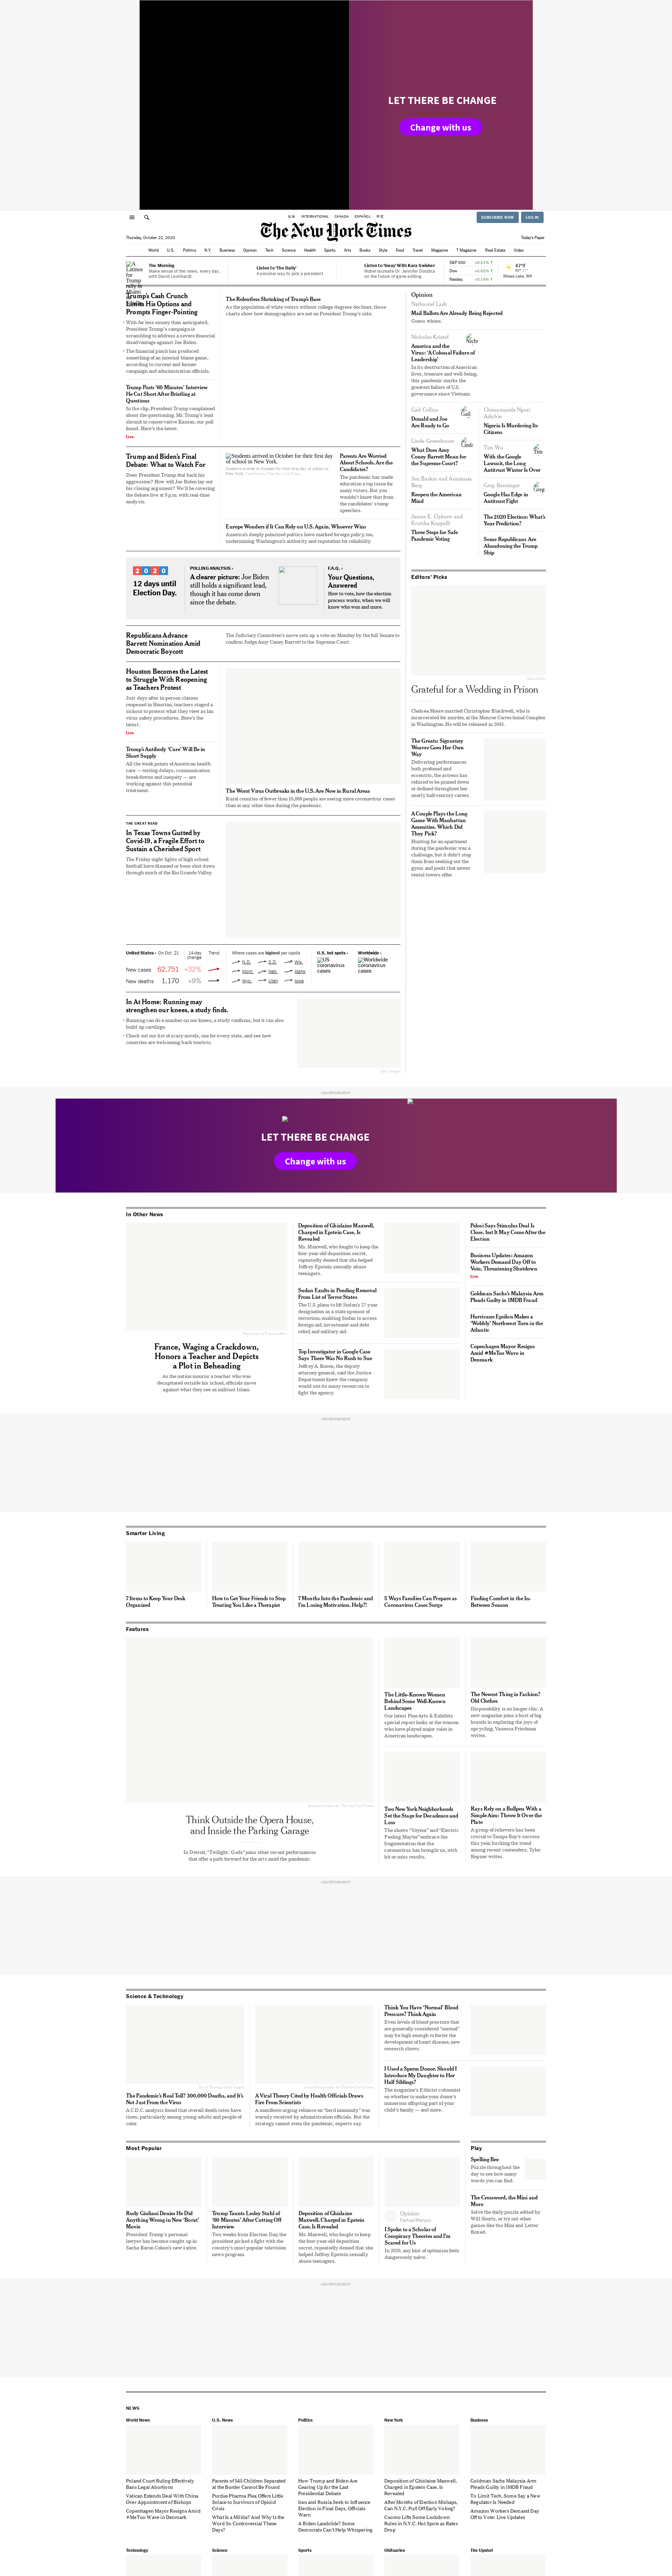 LET THERE BE CHANGE
Change with us
U.S. INTERNATIONAL CANADA ESPAÑOL 中文
SUBSCRIBE NOW LOG IN
The New York Times
Thursday, October 22, 2020
Today's Paper
World U.S. Politics N.Y. Business Opinion Tech Science Health Sports Arts Books Style Food Travel Magazine T Magazine Real Estate Video
The Morning
Make sense of the news, every day, with David Leonhardt.
Listen to 'The Daily'
A peculiar way to pick a president.
Listen to 'Sway' With Kara Swisher
Nobel laureate Dr. Jennifer Doudna on the future of gene editing.
Trump's Cash Crunch
Limits His Options and
Prompts Finger-Pointing
With far less money than anticipated,
President Trump's campaign is
scrambling to address a severe financial
disadvantage against Joe Biden.
The financial pinch has produced
something of an internal blame game,
according to current and former
campaign and administration officials.
Trump Posts '60 Minutes' Interview
He Cut Short After Bristling at
Questions
In the clip, President Trump complained
about the questioning. Mr. Trump's lead
shrunk in conservative Kansas, our poll
found. Here's the latest.
Live
The Relentless Shrinking of Trump's Base
As the population of white voters without college degrees declines, these
charts show how demographics are set on President Trump's side.
Trump and Biden's Final
Debate: What to Watch For
Does President Trump dial back his
aggression? How will Joe Biden lay out
his closing argument? We'll be covering
the debate live at 9 p.m. with real-time
analysis.
Students arrived in October for their first day
of school in New York.
Parents Are Worried
About Schools. Are the
Candidates?
The pandemic has made
education a top issue for
many voters. But you
wouldn't know that from
the candidates' stump
speeches.
Europe Wonders if It Can Rely on U.S. Again, Whoever Wins
America's deeply polarized politics have marked foreign policy, too,
undermining Washington's authority and reputation for reliability.
2020
12 days until
Election Day.
POLLING ANALYSIS ›
A clearer picture: Joe Biden
still holds a significant lead,
though it has come down
since the debate.
F.A.Q. ›
Your Questions,
Answered
How to vote, how the election
process works, when we will
know who won and more.
Republicans Advance
Barrett Nomination Amid
Democratic Boycott
The Judiciary Committee's move sets up a vote on Monday by the full Senate to
confirm Judge Amy Coney Barrett to the Supreme Court.
Houston Becomes the Latest
to Struggle With Reopening
as Teachers Protest
Just days after in-person classes
reopened in Houston, teachers staged a
sickout to protest what they view as lax
virus safety procedures. Here's the
latest.
Live
Trump's Antibody 'Cure' Will Be in
Short Supply
All the weak points of American health
care — testing delays, communication
breakdowns and inequity — are
working against this potential
treatment.
The Worst Virus Outbreaks in the U.S. Are Now in Rural Areas
Rural counties of fewer than 10,000 people are seeing more coronavirus cases
than at any other time during the pandemic.
THE GREAT READ
In Texas Towns Gutted by
Covid-19, a Fragile Effort to
Sustain a Cherished Sport
The Friday night lights of high school
football have dimmed or been shut down
through much of the Rio Grande Valley.
United States › On Oct. 21 14-day change Trend
New cases 62,751 +32%
New deaths 1,170 +9%
Where cases are highest per capita
N.D. S.D. Wis.
Mont. Neb. Idaho
Wyo. Utah Iowa
U.S. hot spots ›
US coronavirus cases
Worldwide ›
Worldwide coronavirus cases
In At Home: Running may
strengthen our knees, a study finds.
Running can do a number on our knees, a study confirms, but it can also
build up cartilage.
Check out our list of scary novels, one for every state, and see how
countries are welcoming back tourists.
Opinion
Nathaniel Lash
Mail Ballots Are Already Being Rejected
Guess whose.
Nicholas Kristof
America and the
Virus: 'A Colossal Failure of
Leadership'
In its destruction of American
lives, treasure and well-being,
this pandemic marks the
greatest failure of U.S.
governance since Vietnam.
Gail Collins
Donald and Joe
Are Ready to Go
Linda Greenhouse
What Does Amy
Coney Barrett Mean for
the Supreme Court?
Jon Baskin and Anastasia
Berg
Reopen the American
Mind
James E. Clyburn and
Kenitka Kuppalli
Three Steps for Safe
Pandemic Voting
Chimamanda Ngozi
Adichie
Nigeria Is Murdering Its
Citizens
Tim Wu
With the Google
Lawsuit, the Long
Antitrust Winter Is Over
Greg Bensinger
Google Has Edge in
Antitrust Fight
The 2020 Election: What's
Your Prediction?
Some Republicans Are
Abandoning the Trump
Ship
Editors' Picks
Grateful for a Wedding in Prison
Chelsea Moore married Christopher Blackwell, who is
incarcerated for murder, at the Monroe Correctional Complex
in Washington. He will be released in 2045.
The Greats: Sigourney
Weaver Goes Her Own
Way
Delivering performances
both profound and
eccentric, the actress has
refused to be pinned down
or defined throughout her
nearly half-century career.
A Couple Plays the Long
Game With Manhattan
Amenities. Which Did
They Pick?
Hunting for an apartment
during the pandemic was a
challenge, but it didn't stop
them from seeking out the
gyms and pools that newer
rental towers offer.
ADVERTISEMENT
LET THERE BE CHANGE
Change with us
In Other News
France, Waging a Crackdown,
Honors a Teacher and Depicts
a Plot in Beheading
As the nation mourns a teacher who was
decapitated outside his school, officials move
against what they see as militant Islam.
Deposition of Ghislaine Maxwell,
Charged in Epstein Case, Is
Revealed
Ms. Maxwell, who fought to keep the
four-year-old deposition secret,
repeatedly denied that she helped
Jeffrey Epstein sexually abuse
teenagers.
Sudan Exults in Pending Removal
From List of Terror States
The U.S. plans to lift Sudan's 27-year
designation as a state sponsor of
terrorism, enabling Sudan to access
foreign aid, investment and debt
relief, and military aid.
Top Investigator in Google Case
Says There Was No Rush to Sue
Jeffrey A. Rosen, the deputy
attorney general, said the Justice
Department knew the company
would use its many resources to
fight the agency.
Pelosi Says Stimulus Deal Is
Close, but It May Come After the
Election
Business Updates: Amazon
Workers Demand Day Off to
Vote, Threatening Shutdown
Live
Goldman Sachs's Malaysia Arm
Pleads Guilty in 1MDB Fraud
Hurricane Epsilon Makes a
'Wobbly' Northwest Turn in the
Atlantic
Copenhagen Mayor Resigns
Amid #MeToo Wave in
Denmark
ADVERTISEMENT
Smarter Living
7 Items to Keep Your Desk
Organized
How to Get Your Friends to Stop
Treating You Like a Therapist
7 Months Into the Pandemic and
I'm Losing Motivation. Help?!
5 Ways Families Can Prepare as
Coronavirus Cases Surge
Finding Comfort in the In-
Between Season
Features
Think Outside the Opera House,
and Inside the Parking Garage
In Detroit, "Twilight: Gods" joins other recent performances
that offer a path forward for the arts amid the pandemic.
The Little-Known Women
Behind Some Well-Known
Landscapes
Our latest Fine Arts & Exhibits
special report looks at the women
who have played major roles in
American landscapes.
The Newest Thing in Fashion?
Old Clothes
Disposability is no longer chic. A
new magazine joins a host of big
brands in exploring the joys of
upcycling, Vanessa Friedman
writes.
Two New York Neighborhoods
Set the Stage for Decadence and
Loss
The shows "Voyeur" and "Electric
Feeling Maybe" embrace the
fragmentation that the
coronavirus has brought us, with
hit or miss results.
Rays Rely on a Bullpen With a
Simple Aim: Throw It Over the
Plate
A group of relievers has been
crucial to Tampa Bay's success
this year, bucking the trend
among recent contenders, Tyler
Kepner writes.
ADVERTISEMENT
Science & Technology
The Pandemic's Real Toll? 300,000 Deaths, and It's
Not Just From the Virus
A C.D.C. analysis found that overall death rates have
risen, particularly among young adults and people of
color.
A Viral Theory Cited by Health Officials Draws
Fire From Scientists
A manifesto urging reliance on "herd immunity" was
warmly received by administration officials. But the
strategy cannot stem the pandemic, experts say.
Think You Have 'Normal' Blood
Pressure? Think Again
Even levels of blood pressure that
are generally considered "normal"
may be high enough to foster the
development of heart disease, new
research shows.
I Used a Sperm Donor. Should I
Introduce My Daughter to Her
Half Siblings?
The magazine's Ethicist columnist
on whether to make your donor's
numerous offspring part of your
child's family — and more.
Most Popular
Rudy Giuliani Denies He Did
Anything Wrong in New 'Borat'
Movie
President Trump's personal
lawyer has become caught up in
Sacha Baron Cohen's new satire.
Trump Taunts Lesley Stahl of
'60 Minutes' After Cutting Off
Interview
Two weeks from Election Day, the
president picked a fight with the
country's most popular television
news program.
Deposition of Ghislaine
Maxwell, Charged in Epstein
Case, Is Revealed
Ms. Maxwell, who fought to keep
the four-year-old deposition
secret, repeatedly denied that she
helped Jeffrey Epstein sexually
abuse teenagers.
Opinion
Farhad Manjoo
I Spoke to a Scholar of
Conspiracy Theories and I'm
Scared for Us
In 2020, any hint of optimism feels
dangerously naïve.
Play
Spelling Bee
Puzzle throughout the
day to see how many
words you can find.
The Crossword, the Mini and
More
Solve the daily puzzle edited by
Will Shortz, or try out other
games like the Mini and Letter
Boxed.
ADVERTISEMENT
NEWS
World News
Poland Court Ruling Effectively
Bans Legal Abortions
Vatican Extends Deal With China
Over Appointment of Bishops
Copenhagen Mayor Resigns Amid
#MeToo Wave in Denmark
U.S. News
Parents of 545 Children Separated
at the Border Cannot Be Found
Purdue Pharma Plea Offers Little
Solace to Survivors of Opioid
Crisis
What Is a Militia? And Why Is the
Word So Controversial These
Days?
Politics
How Trump and Biden Are
Gearing Up for the Last
Presidential Debate
Iran and Russia Seek to Influence
Election in Final Days, Officials
Warn
A Biden Landslide? Some
Democrats Can't Help Whispering
New York
Deposition of Ghislaine Maxwell,
Charged in Epstein Case, Is
Revealed
After Months of Election Mishaps,
Can N.Y.C. Pull Off Early Voting?
Cuomo Lifts Some Lockdown
Rules in N.Y.C. Hot Spots as Rates
Drop
Business
Goldman Sachs Malaysia Arm
Pleads Guilty in 1MDB Fraud
To Limit Tech, Some Say a New
Regulator Is Needed
Amazon Workers Demand Day
Off to Vote: Live Updates
Technology
Science
Sports
Obituaries
The Upshot